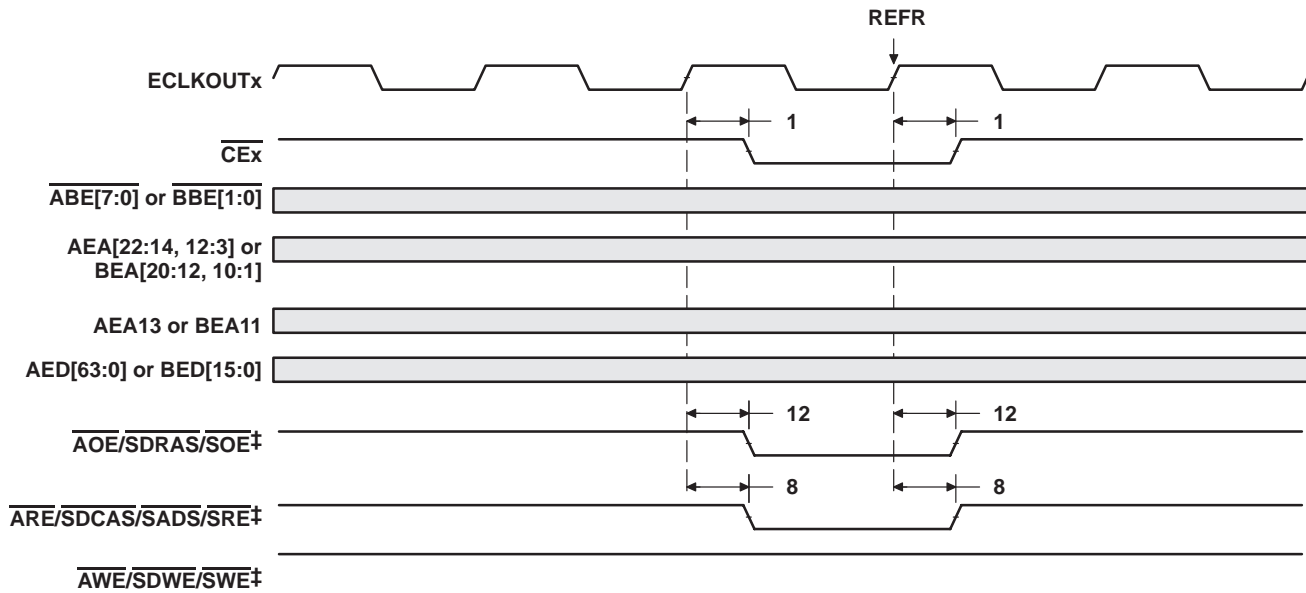 REFR
ECLKOUTx
1 1
CEx
ABE[7:0] or BBE[1:0]
AEA[22:14, 12:3] or
BEA[20:12, 10:1]
AEA13 or BEA11
AED[63:0] or BED[15:0]
12 12
AOE/SDRAS/SOE‡
8 8
ARE/SDCAS/SADS/SRE‡
AWE/SDWE/SWE‡